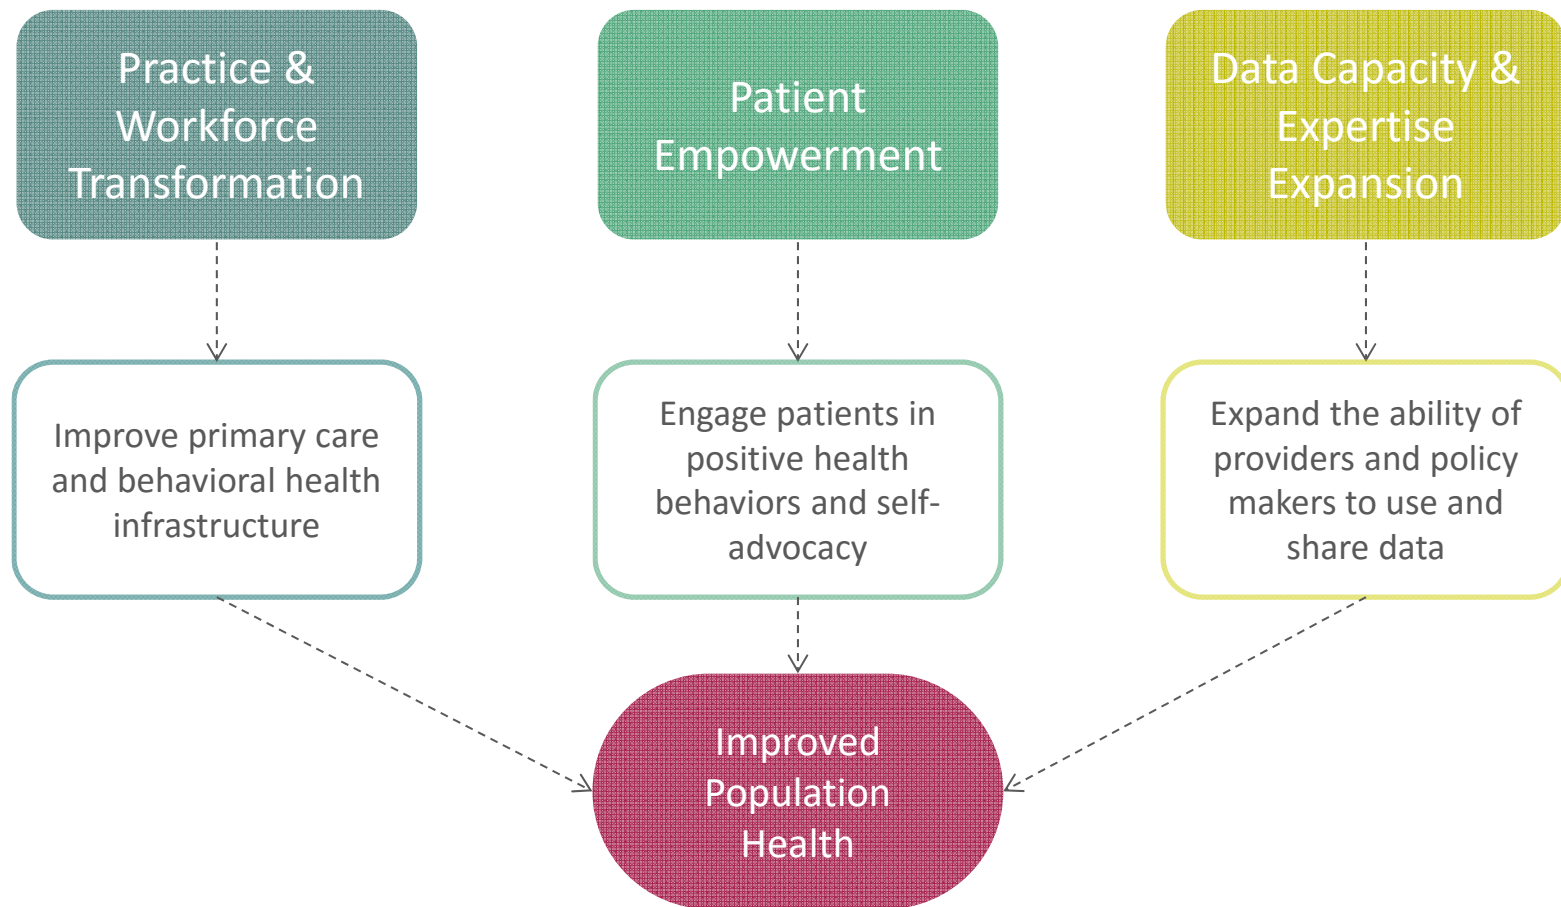 Practice &
Workforce
Transformation
Patient
Empowerment
Data Capacity &
Expertise
Expansion
Improve primary care
and behavioral health
infrastructure
Engage patients in
positive health
behaviors and self-
advocacy
Expand the ability of
providers and policy
makers to use and
share data
Improved
Population
Health